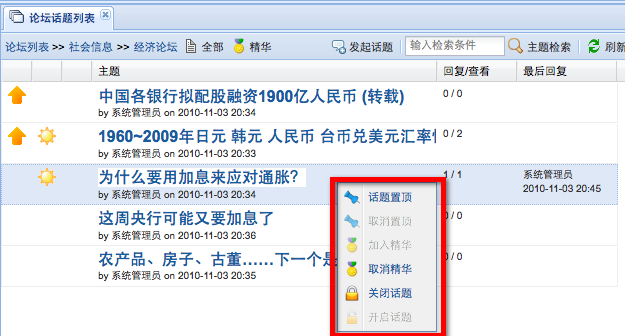 论坛话题列表
论坛列表 >> 社会信息 >> 经济论坛 全部 精华 发起话题 输入检索条件 主题检索 刷新
主题 回复/查看 最后回复
中国各银行拟配股融资1900亿人民币 (转载) 0 / 0
by 系统管理员 on 2010-11-03 20:34
1960~2009年日元 韩元 人民币 台币兑美元汇率 0 / 2
by 系统管理员 on 2010-11-03 20:33
为什么要用加息来应对通胀? 1 / 1 系统管理员
by 系统管理员 on 2010-11-03 20:34 2010-11-03 20:45
这周央行可能又要加息了 0 / 0
by 系统管理员 on 2010-11-03 20:36
农产品、房子、古董……下一个是 0 / 0
by 系统管理员 on 2010-11-03 20:35
话题置顶
取消置顶
加入精华
取消精华
关闭话题
开启话题